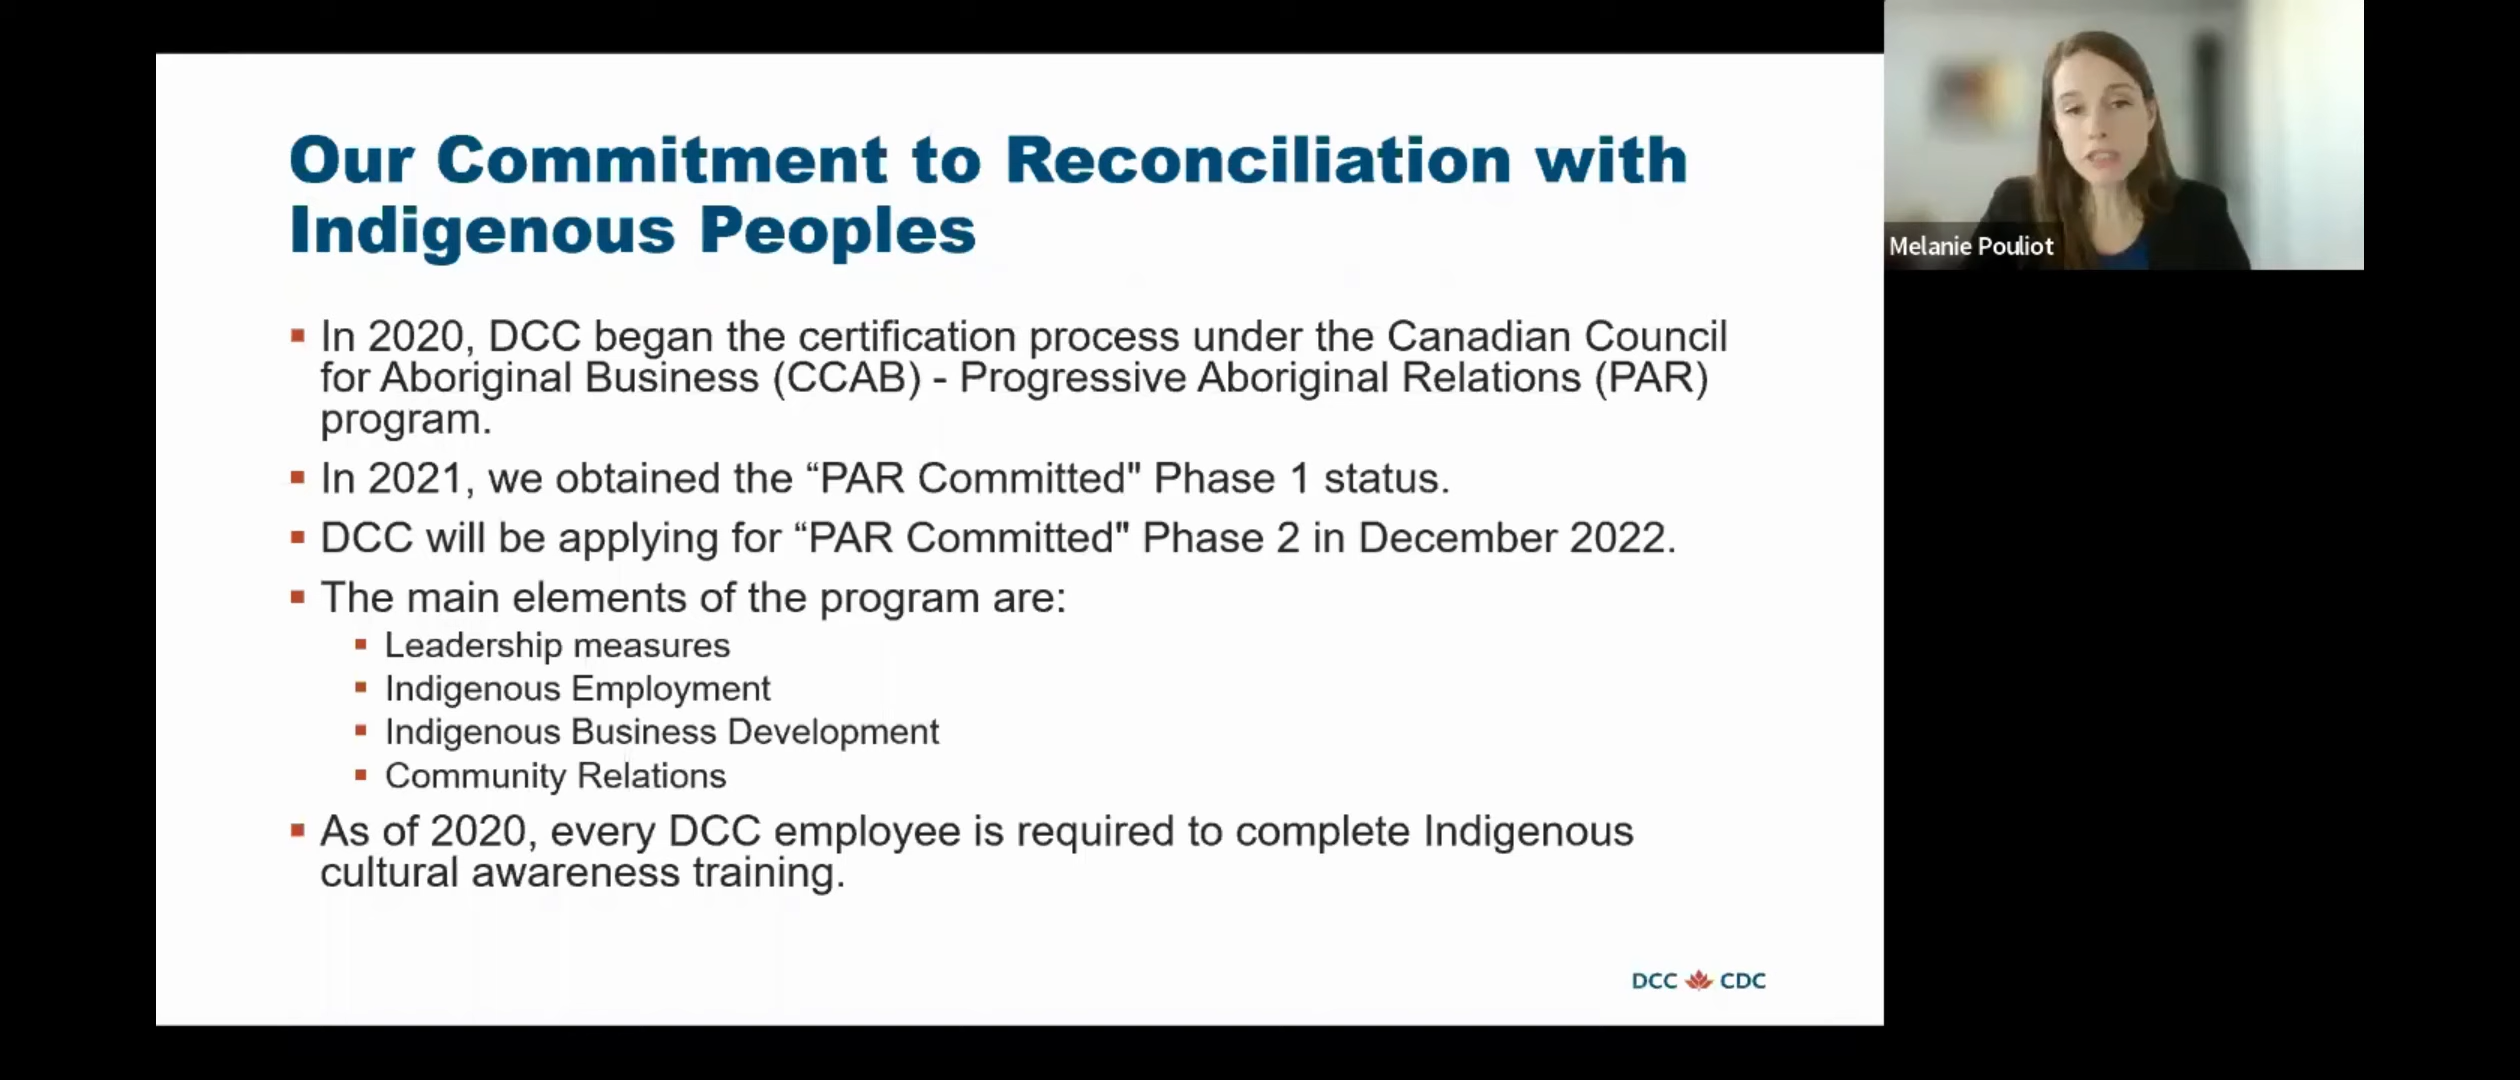 Our Commitment to Reconciliation with
Indigenous Peoples
▪ In 2020, DCC began the certification process under the Canadian Council
for Aboriginal Business (CCAB) - Progressive Aboriginal Relations (PAR)
program.
▪ In 2021, we obtained the “PAR Committed" Phase 1 status.
▪ DCC will be applying for “PAR Committed" Phase 2 in December 2022.
▪ The main elements of the program are:
▪ Leadership measures
▪ Indigenous Employment
▪ Indigenous Business Development
▪ Community Relations
▪ As of 2020, every DCC employee is required to complete Indigenous
cultural awareness training.
DCC CDC
Melanie Pouliot